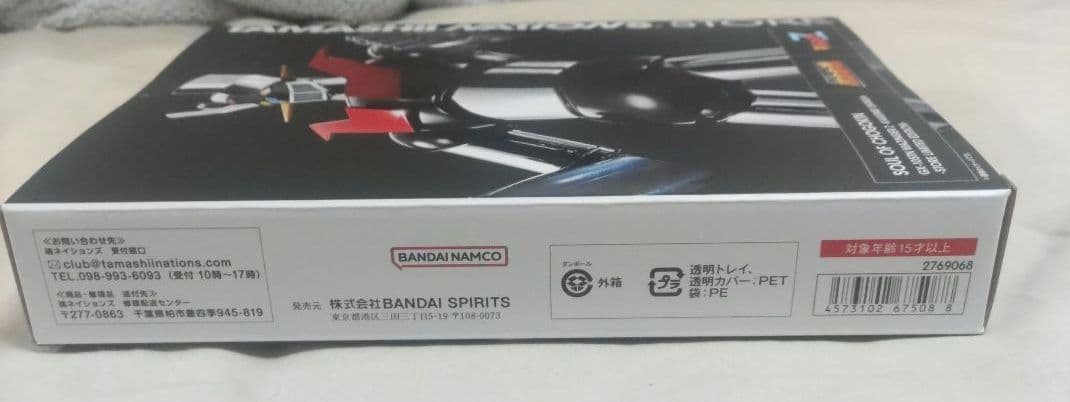 TAMASHII NATIONS STORE
SOUL OF CHOGOKIN
≪お問い合わせ先≫
魂ネイションズ 受付窓口
club@tamashiinations.com
TEL.098-993-6093 (受付 10時～17時)
≪商品・修理品 送付先≫
魂ネイションズ 修理配送センター
〒277-0863 千葉県柏市豊四季945-819
BANDAI NAMCO
発売元 株式会社BANDAI SPIRITS
東京都港区三田三丁目5-19 〒108-0073
ダンボール
外箱
プラ
透明トレイ、
透明カバー:PET
袋:PE
対象年齢15才以上
2769068
4573102 67508 8